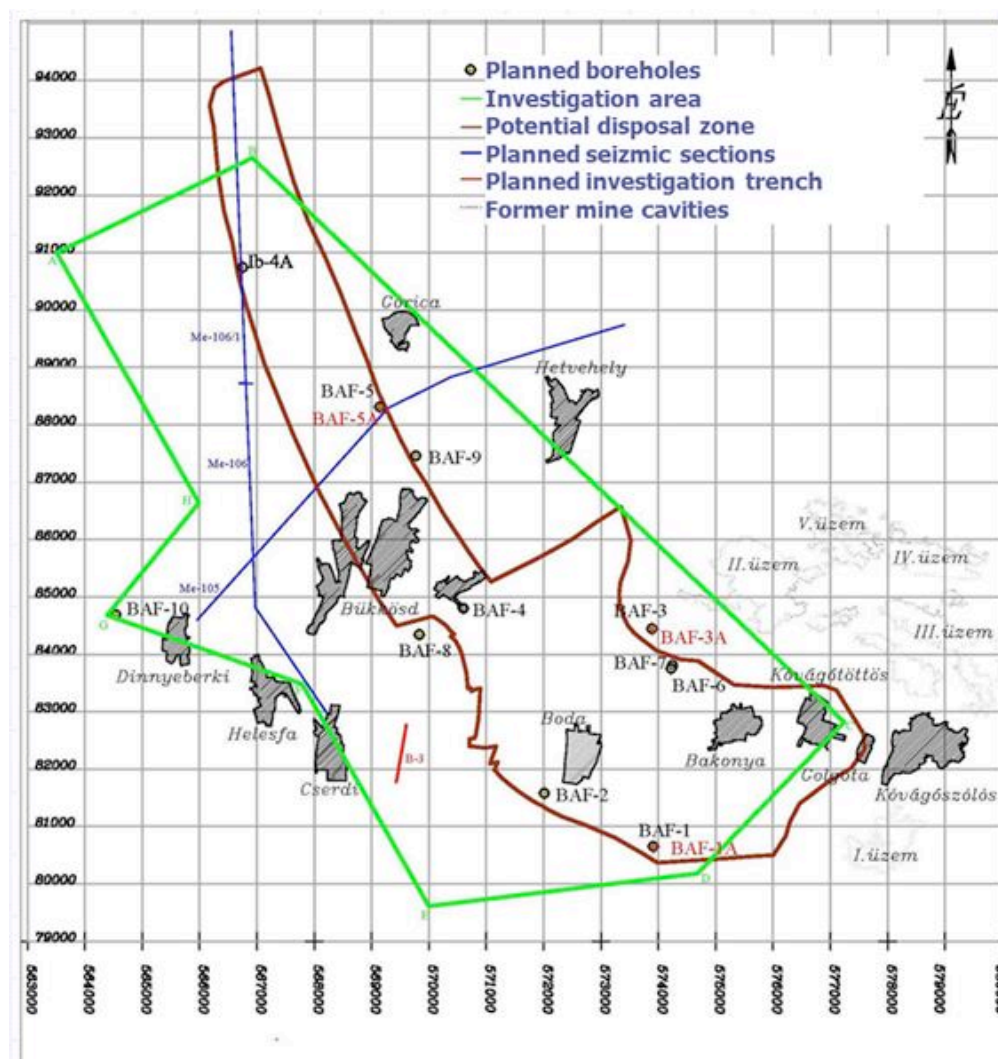 Planned boreholes
Investigation area
Potential disposal zone
Planned seizmic sections
Planned investigation trench
Former mine cavities
É
94000
93000
92000
91000
90000
89000
88000
87000
86000
85000
84000
83000
82000
81000
80000
79000
A
Ib-4A
Gorica
Me-106/1
Hetvehely
BAF-5
BAF-5A
BAF-9
Me-106
H
V.üzem
II.üzem
IV.üzem
Me-105
Bükkösd
BAF-4
BAF-10
G
BAF-3
BAF-3A
III.üzem
BAF-8
BAF-7
BAF-6
Dinnyeberki
Kővágótöttös
Helesfa
Boda
B-3
Bakonya
Golgota
Cserdi
Kővágószőlős
BAF-2
BAF-1
BAF-1A
I.üzem
D
E
563000
564000
565000
566000
567000
568000
569000
570000
571000
572000
573000
574000
575000
576000
577000
578000
579000